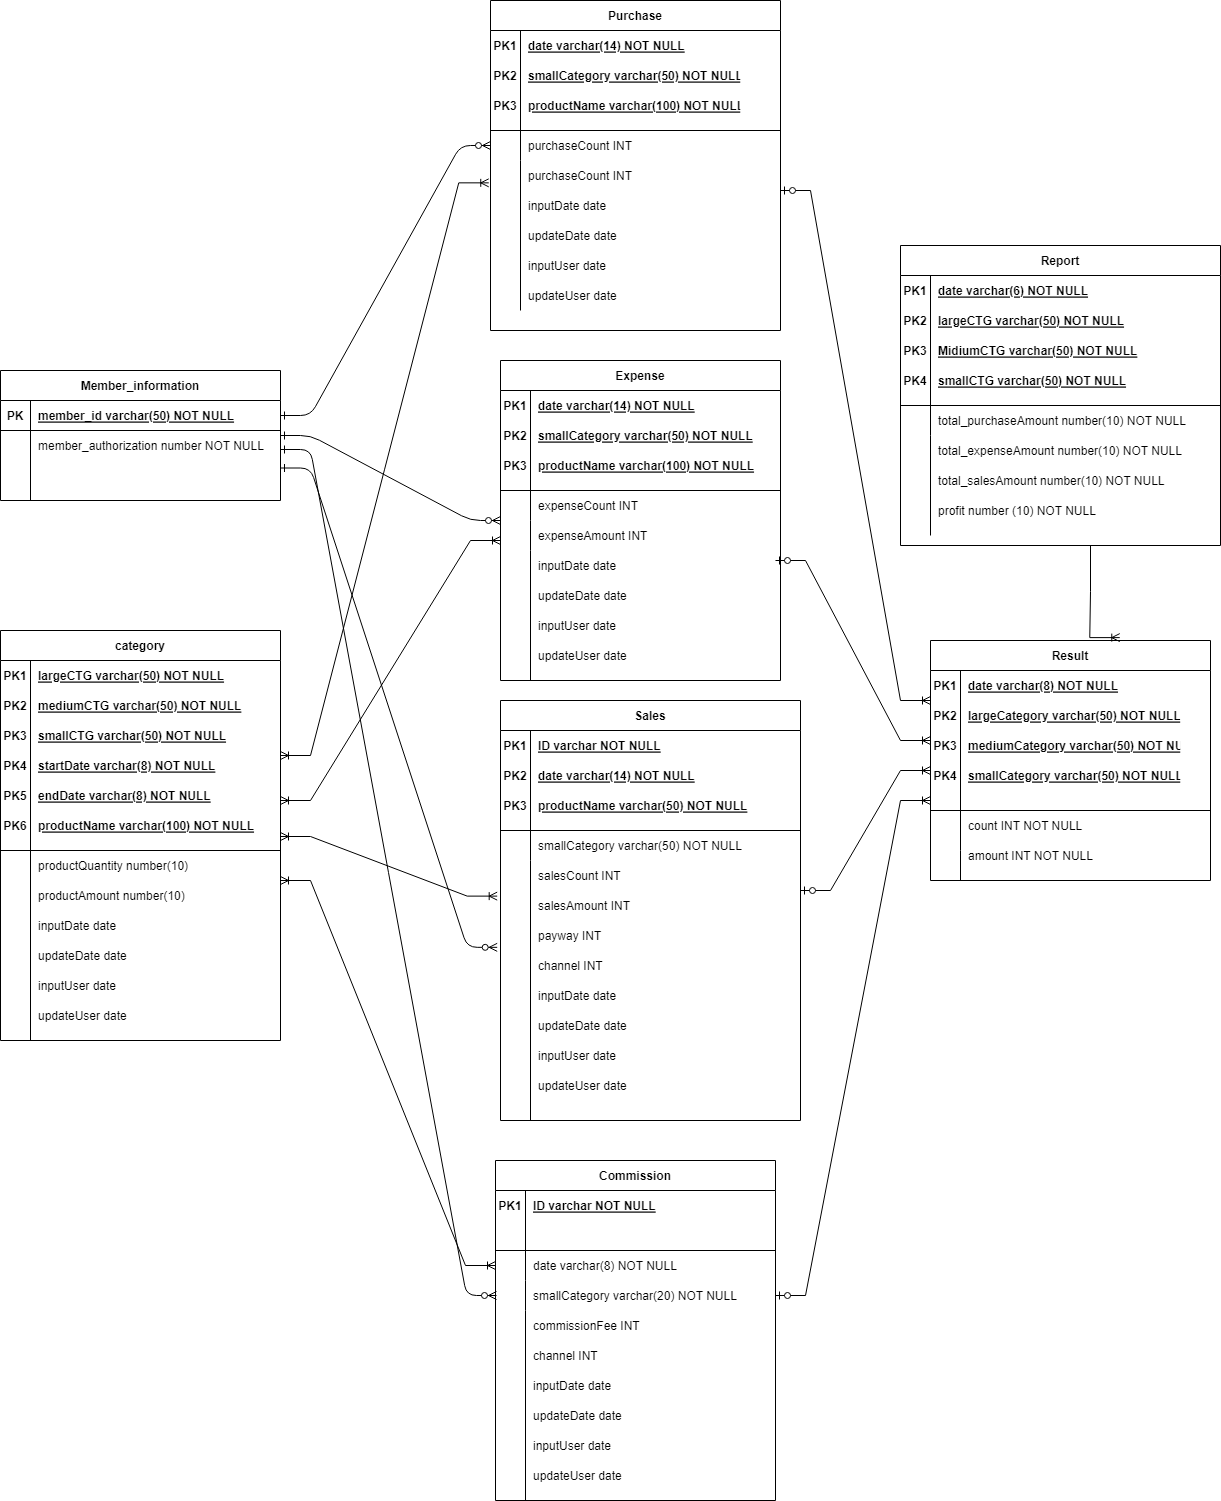 Purchase
PK1 date varchar(14) NOT NULL
PK2 smallCategory varchar(50) NOT NULL
PK3 productName varchar(100) NOT NULL
purchaseCount INT
purchaseCount INT
inputDate date
updateDate date
inputUser date
updateUser date
Report
PK1 date varchar(6) NOT NULL
PK2 largeCTG varchar(50) NOT NULL
PK3 MidiumCTG varchar(50) NOT NULL
PK4 smallCTG varchar(50) NOT NULL
total_purchaseAmount number(10) NOT NULL
total_expenseAmount number(10) NOT NULL
total_salesAmount number(10) NOT NULL
profit number (10) NOT NULL
Member_information
PK member_id varchar(50) NOT NULL
member_authorization number NOT NULL
Expense
PK1 date varchar(14) NOT NULL
PK2 smallCategory varchar(50) NOT NULL
PK3 productName varchar(100) NOT NULL
expenseCount INT
expenseAmount INT
inputDate date
updateDate date
inputUser date
updateUser date
category
PK1 largeCTG varchar(50) NOT NULL
PK2 mediumCTG varchar(50) NOT NULL
PK3 smallCTG varchar(50) NOT NULL
PK4 startDate varchar(8) NOT NULL
PK5 endDate varchar(8) NOT NULL
PK6 productName varchar(100) NOT NULL
productQuantity number(10)
productAmount number(10)
inputDate date
updateDate date
inputUser date
updateUser date
Result
PK1 date varchar(8) NOT NULL
PK2 largeCategory varchar(50) NOT NULL
PK3 mediumCategory varchar(50) NOT NU
PK4 smallCategory varchar(50) NOT NULL
count INT NOT NULL
amount INT NOT NULL
Sales
PK1 ID varchar NOT NULL
PK2 date varchar(14) NOT NULL
PK3 productName varchar(50) NOT NULL
smallCategory varchar(50) NOT NULL
salesCount INT
salesAmount INT
payway INT
channel INT
inputDate date
updateDate date
inputUser date
updateUser date
Commission
PK1 ID varchar NOT NULL
date varchar(8) NOT NULL
smallCategory varchar(20) NOT NULL
commissionFee INT
channel INT
inputDate date
updateDate date
inputUser date
updateUser date